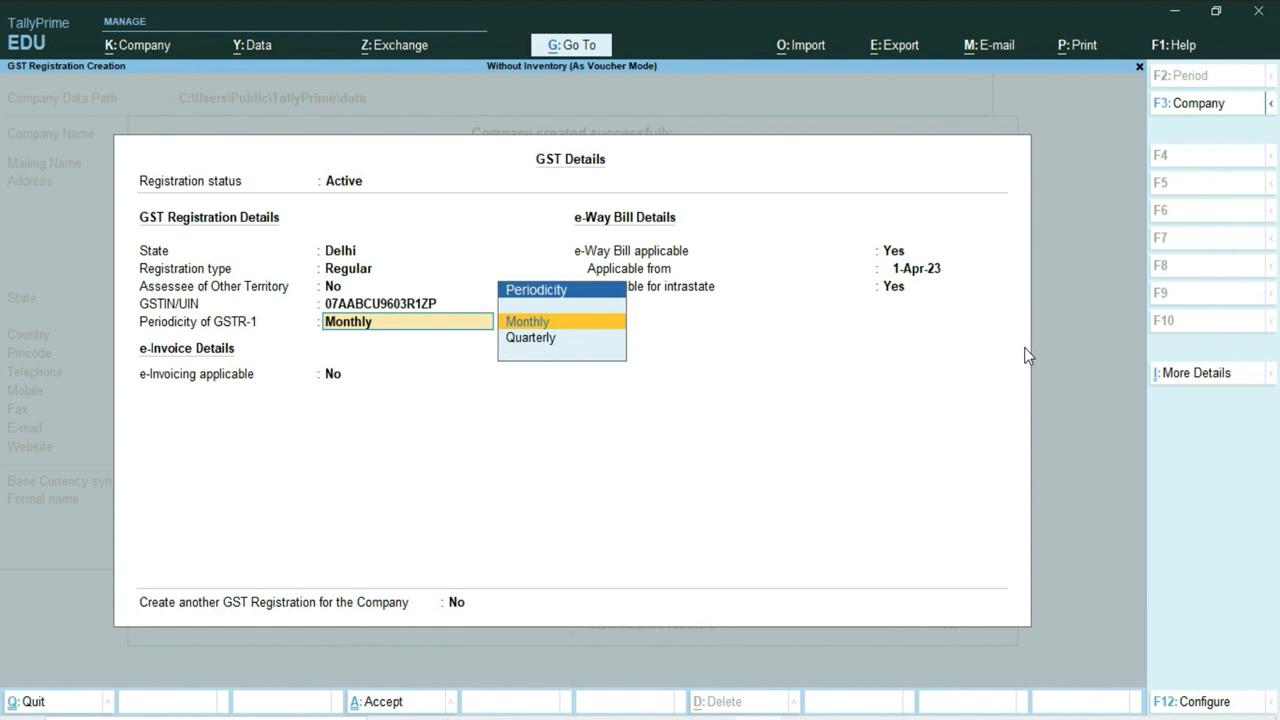 TallyPrime
EDU
MANAGE
K: Company
Y: Data
Z: Exchange
G: Go To
O: Import
E: Export
M: E-mail
P: Print
F1: Help
GST Registration Creation
Without Inventory (As Voucher Mode)
F2: Period
F3: Company
F4
F5
F6
F7
F8
F9
F10
I: More Details
Company Data Path : C:\Users\Public\TallyPrime\data
Company Name
Company created successfully
Mailing Name
Address
State
Country
Pincode
Telephone
Mobile
Fax
E-mail
Website
Base Currency sym
Formal name
GST Details
Registration status : Active
GST Registration Details
State : Delhi
Registration type : Regular
Assessee of Other Territory : No
GSTIN/UIN : 07AABCU9603R1ZP
Periodicity of GSTR-1 : Monthly
e-Invoice Details
e-Invoicing applicable : No
Periodicity
Monthly
Quarterly
e-Way Bill Details
e-Way Bill applicable : Yes
Applicable from : 1-Apr-23
ble for intrastate : Yes
Create another GST Registration for the Company : No
Q: Quit
A: Accept
D: Delete
F12: Configure